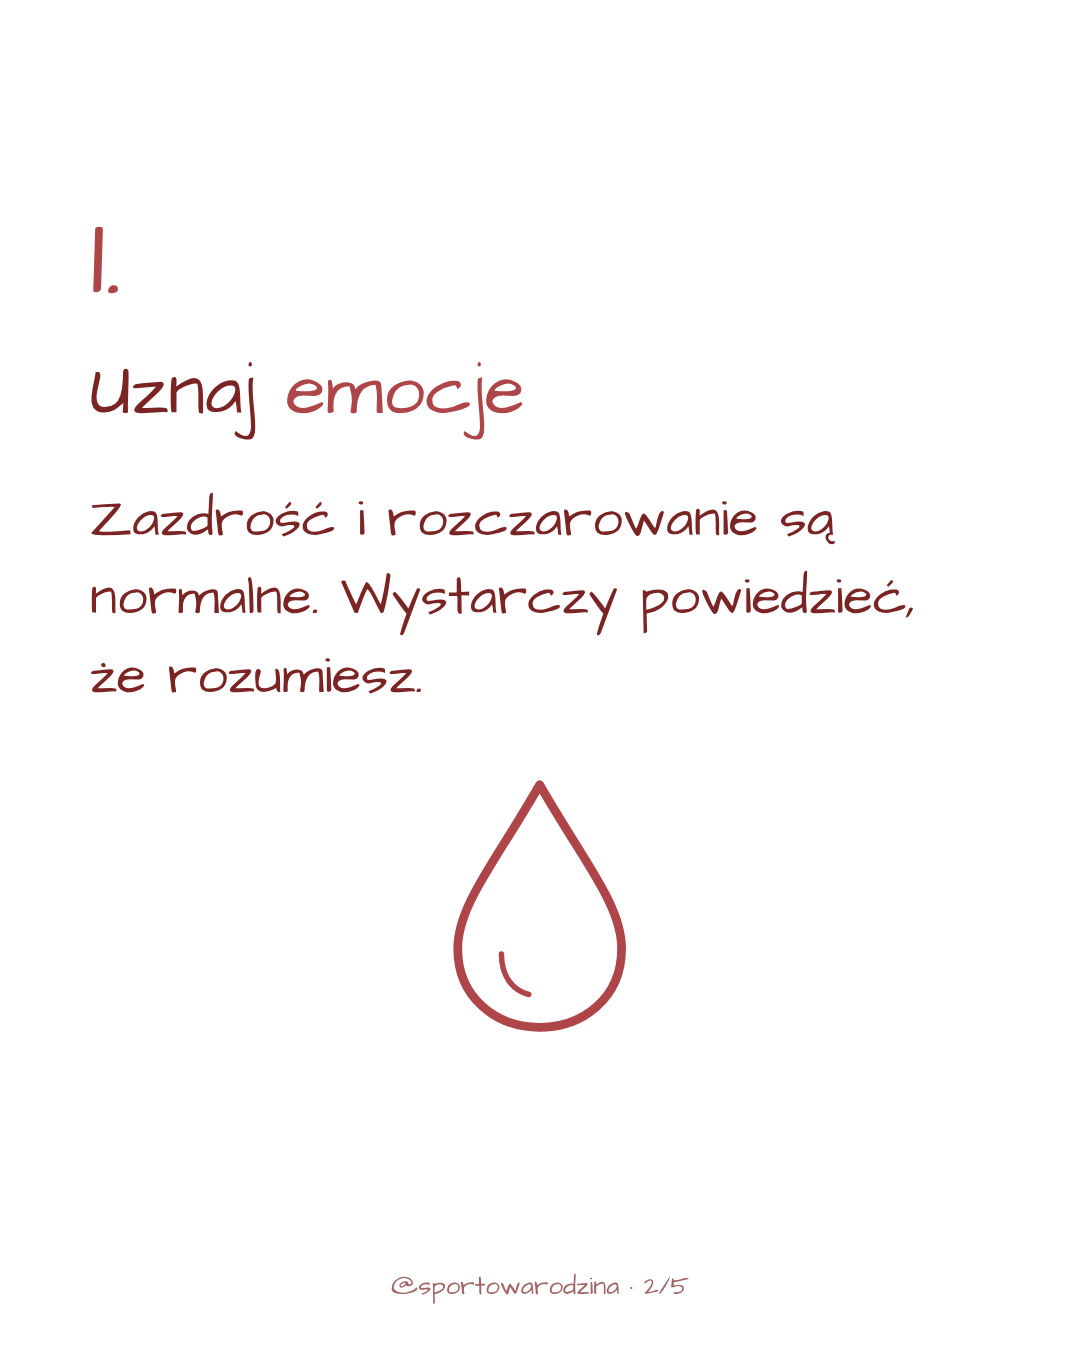 1.
Uznaj emocje
Zazdrość i rozczarowanie są
normalne. Wystarczy powiedzieć,
że rozumiesz.
@sportowarodzina · 2/5